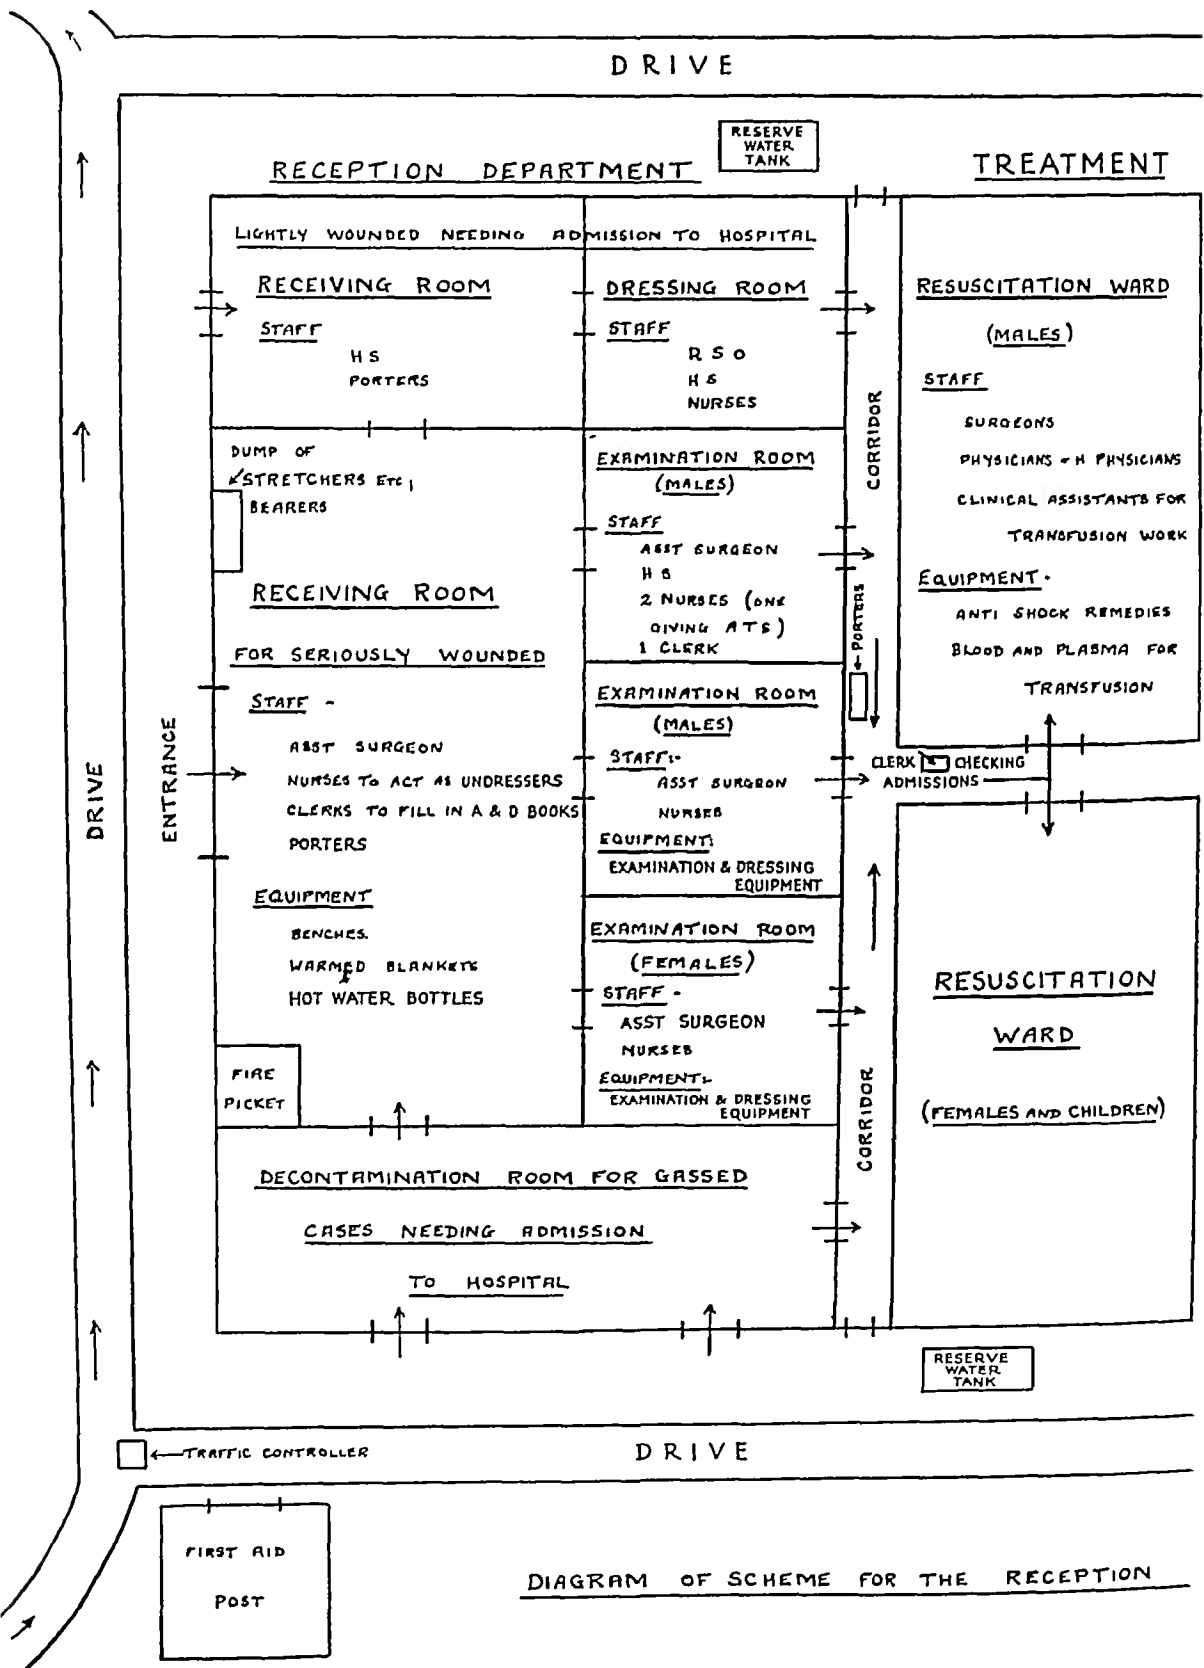 DRIVE
RESERVE
WATER
TANK
RECEPTION DEPARTMENT
TREATMENT
LIGHTLY WOUNDED NEEDING ADMISSION TO HOSPITAL
RECEIVING ROOM
STAFF
H S
PORTERS
DRESSING ROOM
STAFF
R S O
H S
NURSES
CORRIDOR
RESUSCITATION WARD
(MALES)
STAFF
SURGEONS
PHYSICIANS & H PHYSICIANS
CLINICAL ASSISTANTS FOR
TRANSFUSION WORK
EQUIPMENT -
ANTI SHOCK REMEDIES
BLOOD AND PLASMA FOR
TRANSFUSION
DUMP OF
STRETCHERS ETC,
BEARERS
RECEIVING ROOM
FOR SERIOUSLY WOUNDED
STAFF -
ASST SURGEON
NURSES TO ACT AS UNDRESSERS
CLERKS TO FILL IN A & D BOOKS
PORTERS
EQUIPMENT
BENCHES.
WARMED BLANKETS
HOT WATER BOTTLES
FIRE
PICKET
EXAMINATION ROOM
(MALES)
STAFF
ASST SURGEON
H S
2 NURSES (ONE
GIVING ATS)
1 CLERK
PORTERS
EXAMINATION ROOM
(MALES)
STAFF:-
ASST SURGEON
NURSES
EQUIPMENT:
EXAMINATION & DRESSING
EQUIPMENT
CLERK CHECKING
ADMISSIONS
EXAMINATION ROOM
(FEMALES)
STAFF -
ASST SURGEON
NURSES
EQUIPMENT:-
EXAMINATION & DRESSING
EQUIPMENT
CORRIDOR
RESUSCITATION
WARD
(FEMALES AND CHILDREN)
DRIVE
ENTRANCE
DECONTAMINATION ROOM FOR GASSED
CASES NEEDING ADMISSION
TO HOSPITAL
RESERVE
WATER
TANK
TRAFFIC CONTROLLER
DRIVE
FIRST AID
POST
DIAGRAM OF SCHEME FOR THE RECEPTION